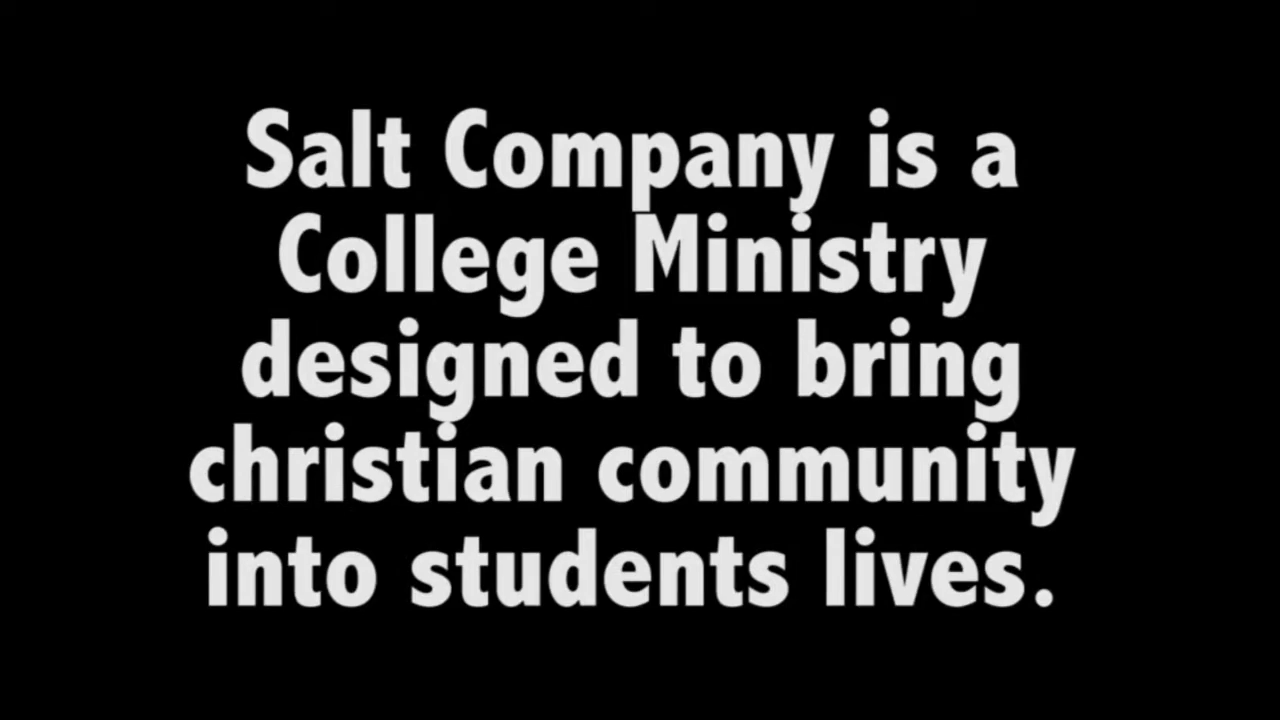 Salt Company is a
College Ministry
designed to bring
christian community
into students lives.